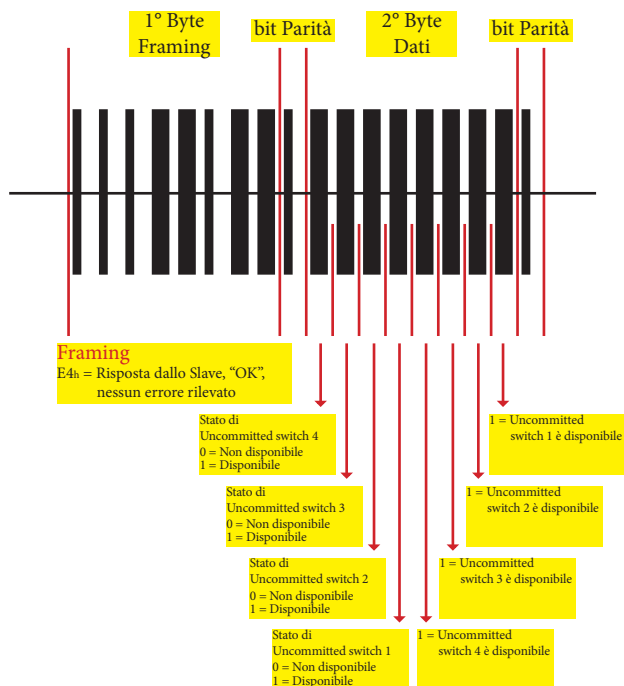 1° Byte
Framing
bit Parità
2° Byte
Dati
bit Parità
Framing
E4h = Risposta dallo Slave, “OK”,
nessun errore rilevato
Stato di
Uncommitted switch 4
0 = Non disponibile
1 = Disponibile
1 = Uncommitted
switch 1 è disponibile
Stato di
Uncommitted switch 3
0 = Non disponibile
1 = Disponibile
1 = Uncommitted
switch 2 è disponibile
Stato di
Uncommitted switch 2
0 = Non disponibile
1 = Disponibile
1 = Uncommitted
switch 3 è disponibile
Stato di
Uncommitted switch 1
0 = Non disponibile
1 = Disponibile
1 = Uncommitted
switch 4 è disponibile